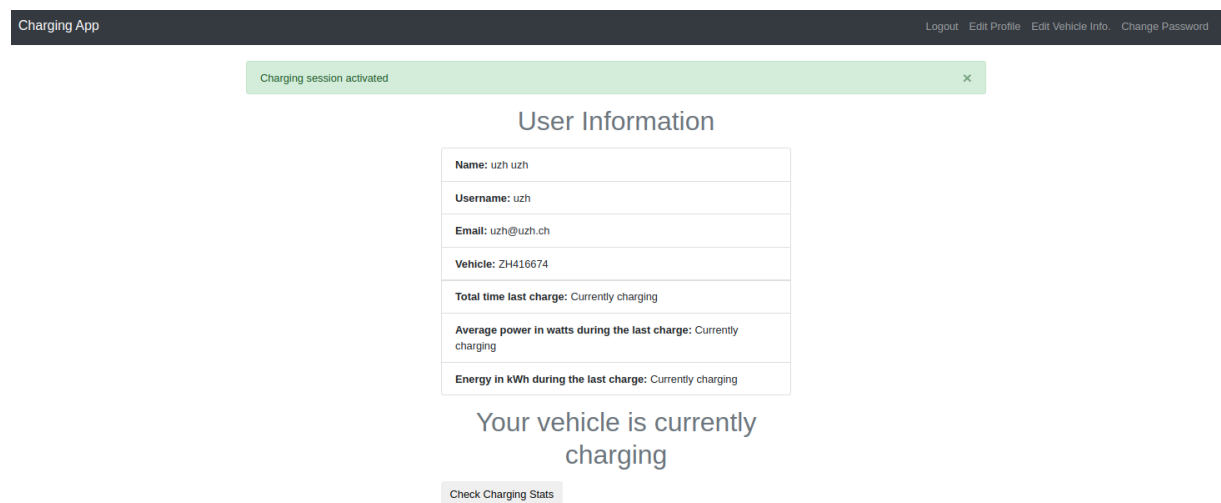 Charging App
Logout Edit Profile Edit Vehicle Info. Change Password
Charging session activated ×
User Information
Name: uzh uzh
Username: uzh
Email: uzh@uzh.ch
Vehicle: ZH416674
Total time last charge: Currently charging
Average power in watts during the last charge: Currently
charging
Energy in kWh during the last charge: Currently charging
Your vehicle is currently
charging
Check Charging Stats